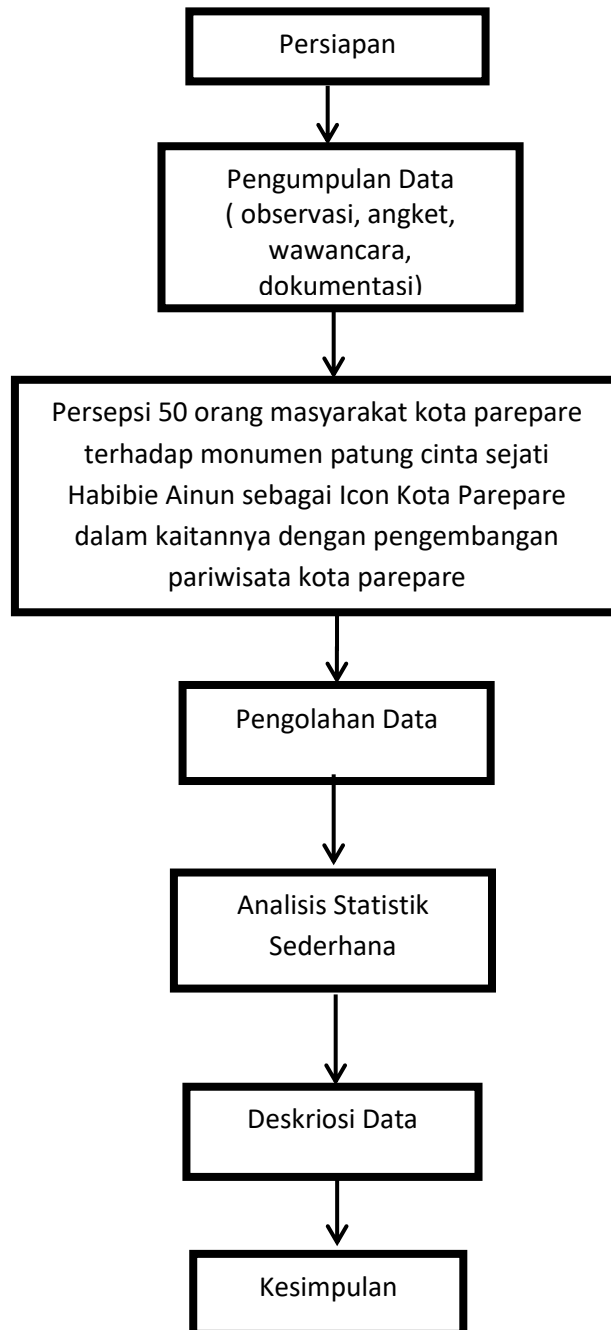 Persiapan
Pengumpulan Data
( observasi, angket,
wawancara,
dokumentasi)
Persepsi 50 orang masyarakat kota parepare
terhadap monumen patung cinta sejati
Habibie Ainun sebagai Icon Kota Parepare
dalam kaitannya dengan pengembangan
pariwisata kota parepare
Pengolahan Data
Analisis Statistik
Sederhana
Deskriosi Data
Kesimpulan